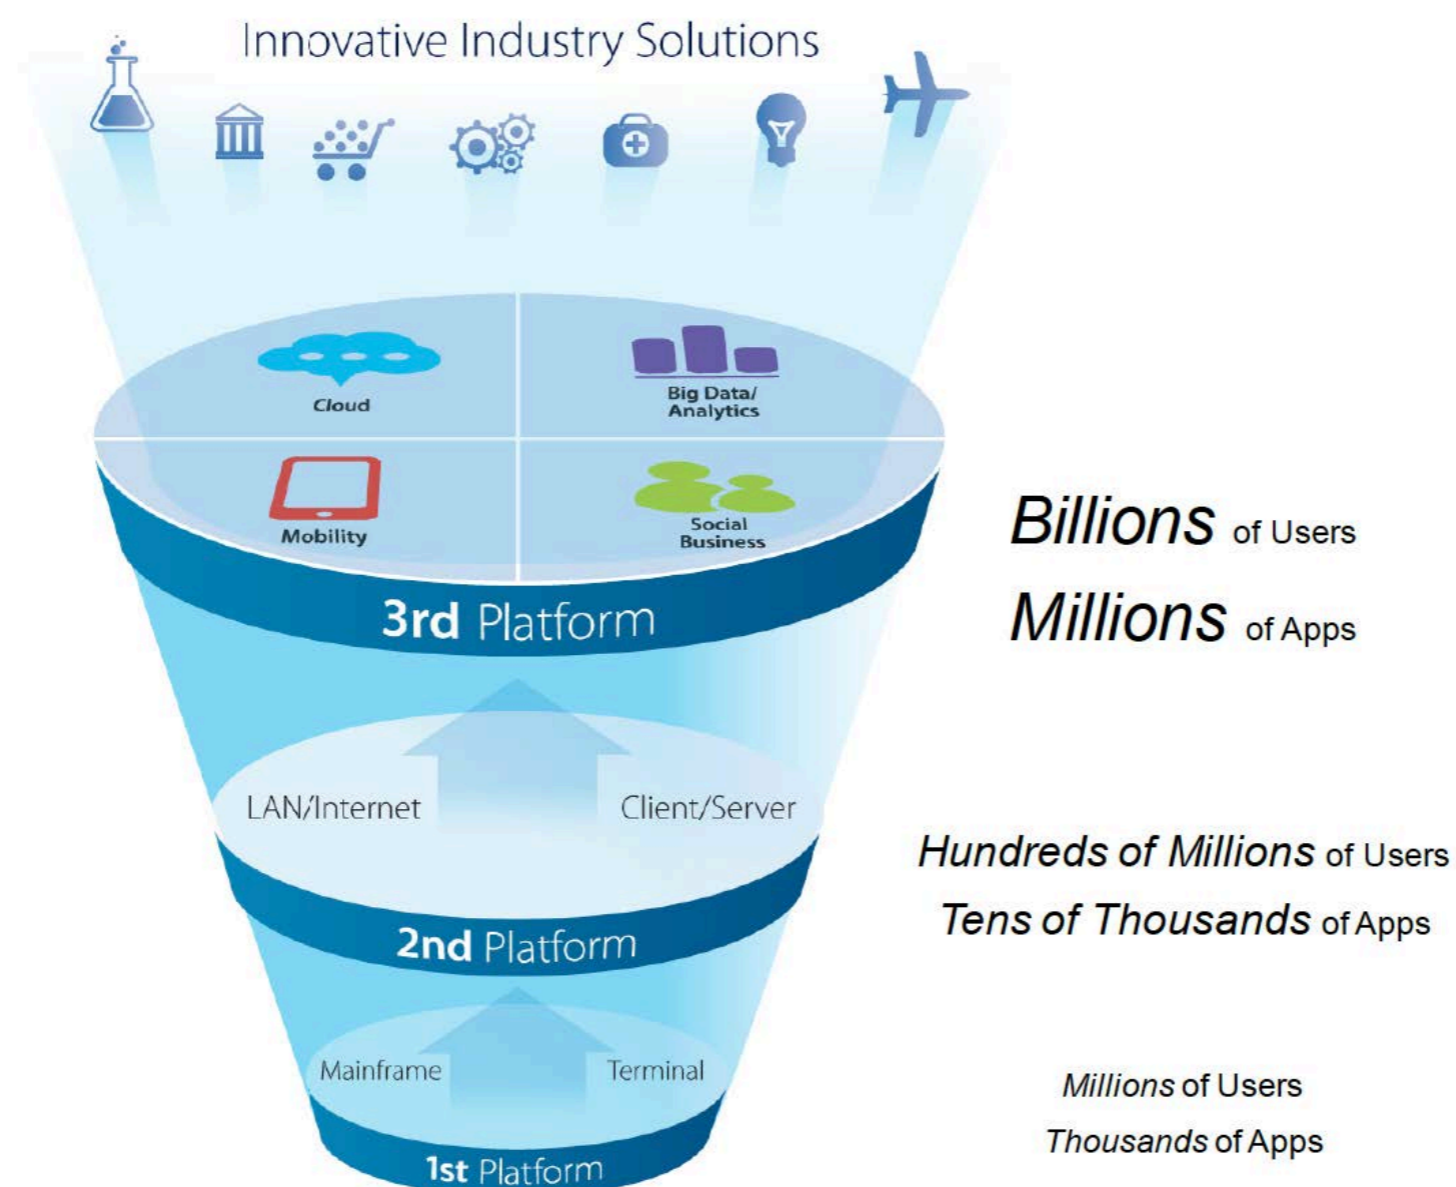 Innovative Industry Solutions
Cloud
Big Data/
Analytics
Mobility
Social
Business
3rd Platform
Billions of Users
Millions of Apps
LAN/Internet
Client/Server
2nd Platform
Hundreds of Millions of Users
Tens of Thousands of Apps
Mainframe
Terminal
1st Platform
Millions of Users
Thousands of Apps